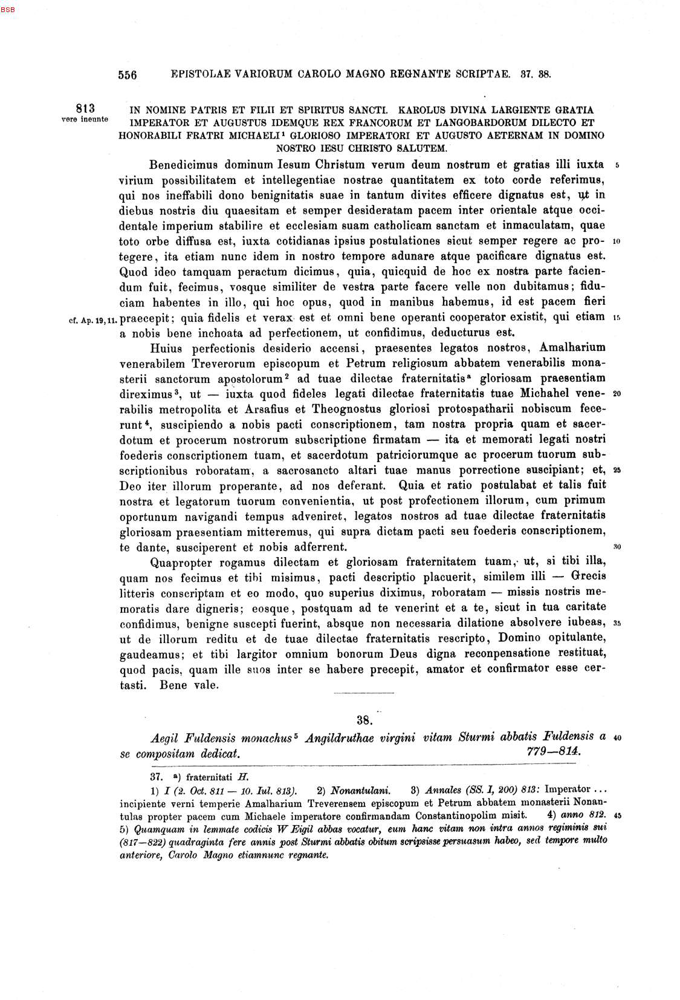 BSB
556 EPISTOLAE VARIORUM CAROLO MAGNO REGNANTE SCRIPTAE. 37. 38.
813
vere ineunte
IN NOMINE PATRIS ET FILII ET SPIRITUS SANCTI. KAROLUS DIVINA LARGIENTE GRATIA
IMPERATOR ET AUGUSTUS IDEMQUE REX FRANCORUM ET LANGOBARDORUM DILECTO ET
HONORABILI FRATRI MICHAELI¹ GLORIOSO IMPERATORI ET AUGUSTO AETERNAM IN DOMINO
NOSTRO IESU CHRISTO SALUTEM.
Benedicimus dominum Iesum Christum verum deum nostrum et gratias illi iuxta 5
virium possibilitatem et intellegentiae nostrae quantitatem ex toto corde referimus,
qui nos ineffabili dono benignitatis suae in tantum divites efficere dignatus est, ut in
diebus nostris diu quaesitam et semper desideratam pacem inter orientale atque occi-
dentale imperium stabilire et ecclesiam suam catholicam sanctam et inmaculatam, quae
toto orbe diffusa est, iuxta cotidianas ipsius postulationes sicut semper regere ac pro- 10
tegere, ita etiam nunc idem in nostro tempore adunare atque pacificare dignatus est.
Quod ideo tamquam peractum dicimus, quia, quicquid de hoc ex nostra parte facien-
dum fuit, fecimus, vosque similiter de vestra parte facere velle non dubitamus; fidu-
ciam habentes in illo, qui hoc opus, quod in manibus habemus, id est pacem fieri
cf. Ap. 19, 11. praecepit; quia fidelis et verax est et omni bene operanti cooperator existit, qui etiam 15
a nobis bene inchoata ad perfectionem, ut confidimus, deducturus est.
Huius perfectionis desiderio accensi, praesentes legatos nostros, Amalharium
venerabilem Treverorum episcopum et Petrum religiosum abbatem venerabilis mona-
sterii sanctorum apostolorum² ad tuae dilectae fraternitatisᵃ gloriosam praesentiam
direximus³, ut — iuxta quod fideles legati dilectae fraternitatis tuae Michahel vene- 20
rabilis metropolita et Arsafius et Theognostus gloriosi protospatharii nobiscum fece-
runt⁴, suscipiendo a nobis pacti conscriptionem, tam nostra propria quam et sacer-
dotum et procerum nostrorum subscriptione firmatam — ita et memorati legati nostri
foederis conscriptionem tuam, et sacerdotum patriciorumque ac procerum tuorum sub-
scriptionibus roboratam, a sacrosancto altari tuae manus porrectione suscipiant; et, 25
Deo iter illorum properante, ad nos deferant. Quia et ratio postulabat et talis fuit
nostra et legatorum tuorum convenientia, ut post profectionem illorum, cum primum
oportunum navigandi tempus adveniret, legatos nostros ad tuae dilectae fraternitatis
gloriosam praesentiam mitteremus, qui supra dictam pacti seu foederis conscriptionem,
te dante, susciperent et nobis adferrent. 30
Quapropter rogamus dilectam et gloriosam fraternitatem tuam, ut, si tibi illa,
quam nos fecimus et tibi misimus, pacti descriptio placuerit, similem illi — Grecis
litteris conscriptam et eo modo, quo superius diximus, roboratam — missis nostris me-
moratis dare digneris; eosque, postquam ad te venerint et a te, sicut in tua caritate
confidimus, benigne suscepti fuerint, absque non necessaria dilatione absolvere iubeas, 35
ut de illorum reditu et de tuae dilectae fraternitatis rescripto, Domino opitulante,
gaudeamus; et tibi largitor omnium bonorum Deus digna reconpensatione restituat,
quod pacis, quam ille suos inter se habere precepit, amator et confirmator esse cer-
tasti. Bene vale.
38.
Aegil Fuldensis monachus⁵ Angildruthae virgini vitam Sturmi abbatis Fuldensis a 40
se compositam dedicat. 779—814.
37. ᵃ) fraternitati H.
1) I (2. Oct. 811 — 10. Iul. 813). 2) Nonantulani. 3) Annales (SS. I, 200) 813: Imperator ...
incipiente verni temperie Amalharium Treverensem episcopum et Petrum abbatem monasterii Nonan-
tulas propter pacem cum Michaele imperatore confirmandam Constantinopolim misit. 4) anno 812. 45
5) Quamquam in lemmate codicis W Eigil abbas vocatur, eum hanc vitam non intra annos regiminis sui
(817—822) quadraginta fere annis post Sturmi abbatis obitum scripsisse persuasum habeo, sed tempore multo
anteriore, Carolo Magno etiamnunc regnante.